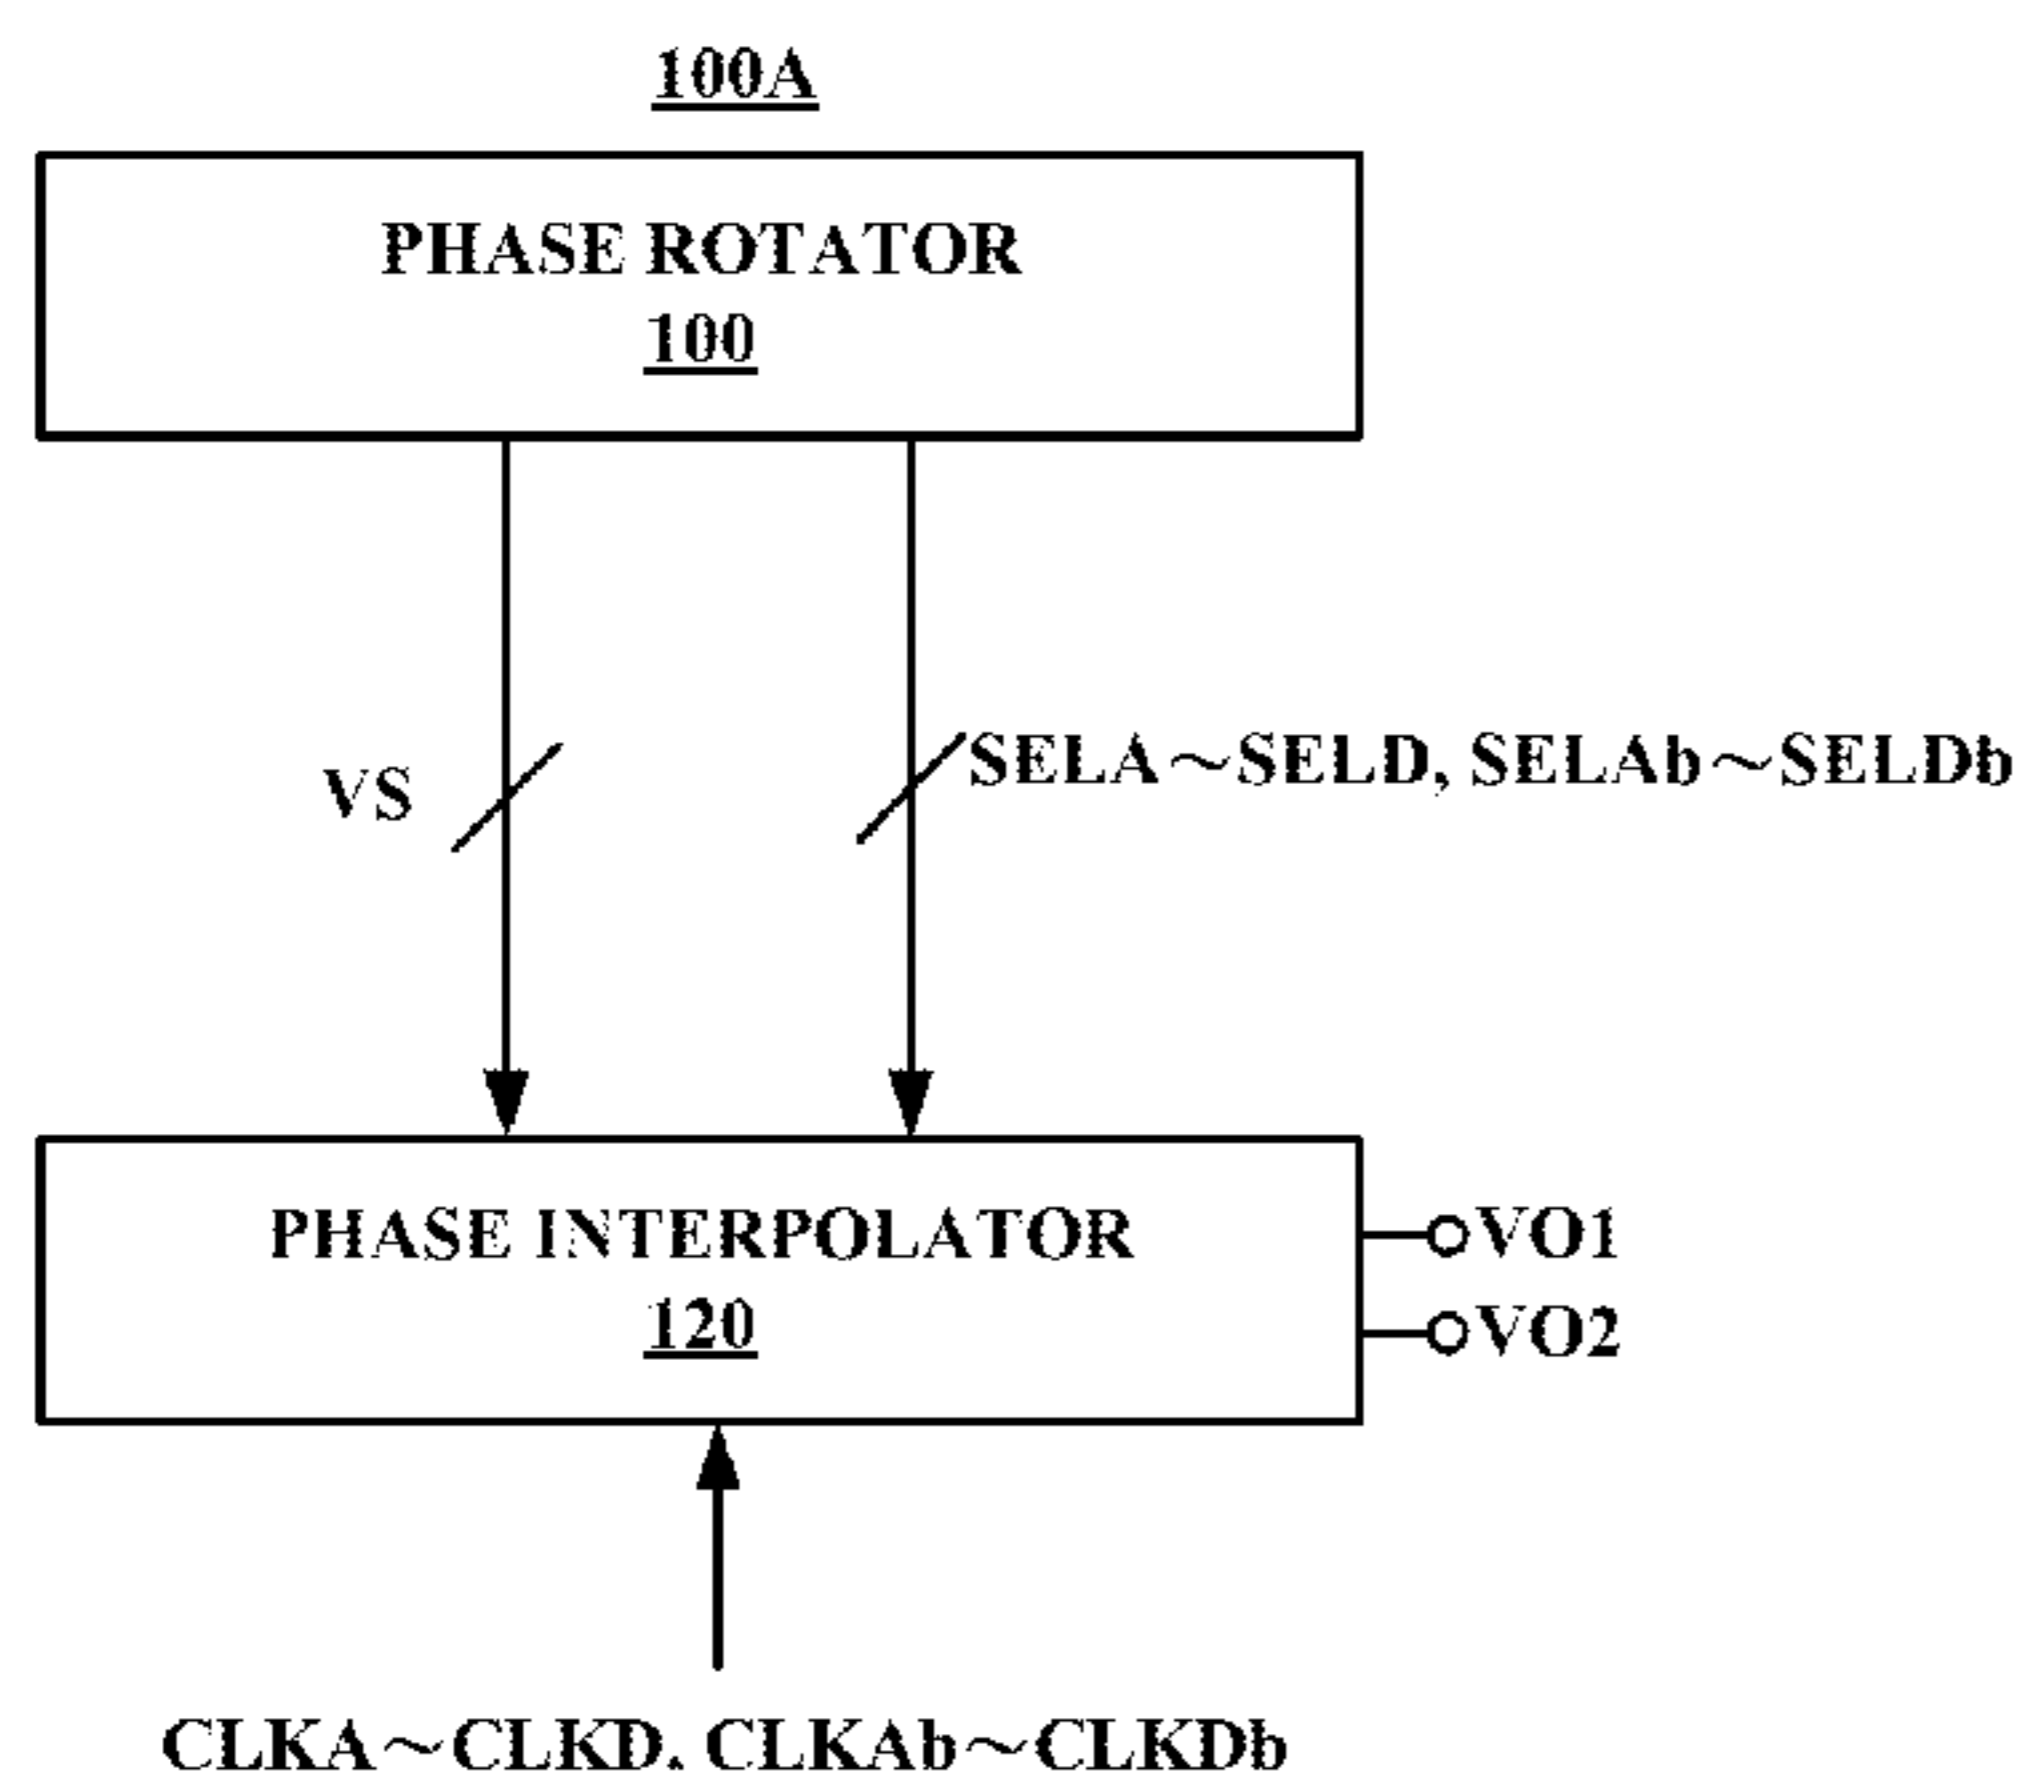 100A
PHASE ROTATOR
100
VS
SELA～SELD, SELAb～SELDb
PHASE INTERPOLATOR
120
VO1
VO2
CLKA～CLKD. CLKAb～CLKDb